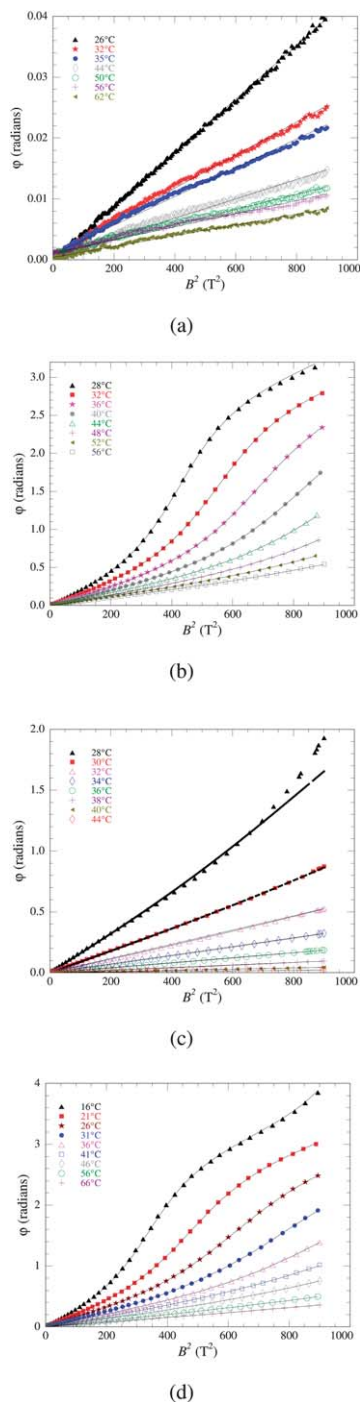 0.04
0.03
0.02
0.01
0.00
φ (radians)
26°C
32°C
35°C
44°C
50°C
56°C
62°C
0 200 400 600 800 1000
B² (T²)
(a)
3.0
2.5
2.0
1.5
1.0
0.5
0.0
φ (radians)
28°C
32°C
36°C
40°C
44°C
48°C
52°C
56°C
0 200 400 600 800 1000
B² (T²)
(b)
2.0
1.5
1.0
0.5
0.0
φ (radians)
28°C
30°C
32°C
34°C
36°C
38°C
40°C
44°C
0 200 400 600 800 1000
B² (T²)
(c)
4
3
2
1
0
φ (radians)
16°C
21°C
26°C
31°C
36°C
41°C
46°C
56°C
66°C
0 200 400 600 800 1000
B² (T²)
(d)